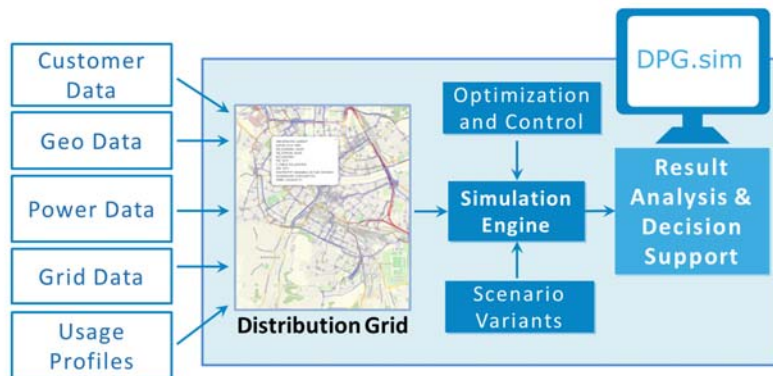 Customer
Data
Geo Data
Power Data
Grid Data
Usage
Profiles
Distribution Grid
Optimization
and Control
Simulation
Engine
Scenario
Variants
DPG.sim
Result
Analysis &
Decision
Support